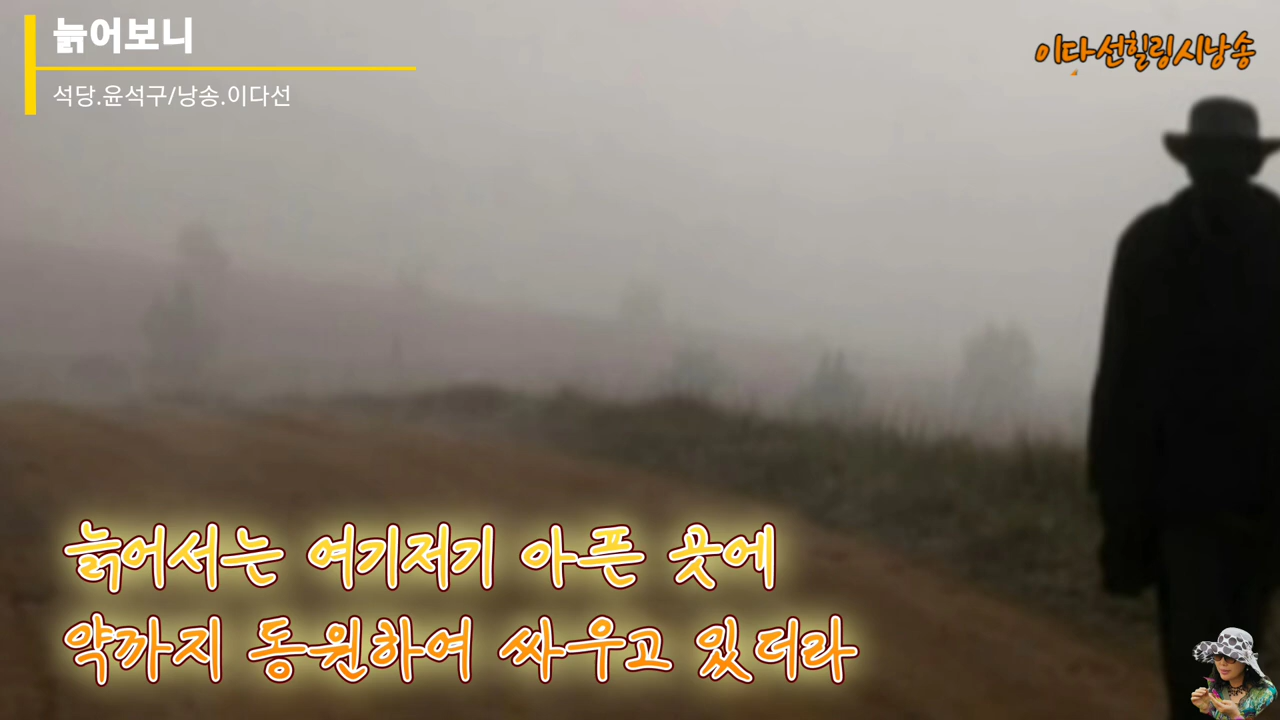 늙어보니
석당.윤석구/낭송.이다선
이다선힐링시낭송
늙어서는 여기저기 아픈 곳에
약까지 동원하여 싸우고 있더라